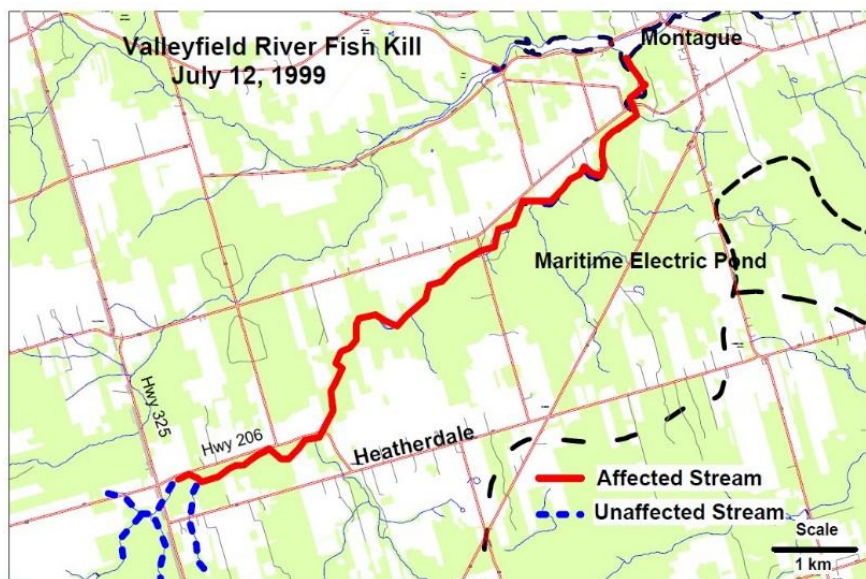 Valleyfield River Fish Kill
July 12, 1999
Montague
Maritime Electric Pond
Hwy 325
Hwy 206
Heatherdale
Affected Stream
Unaffected Stream
Scale
1 km